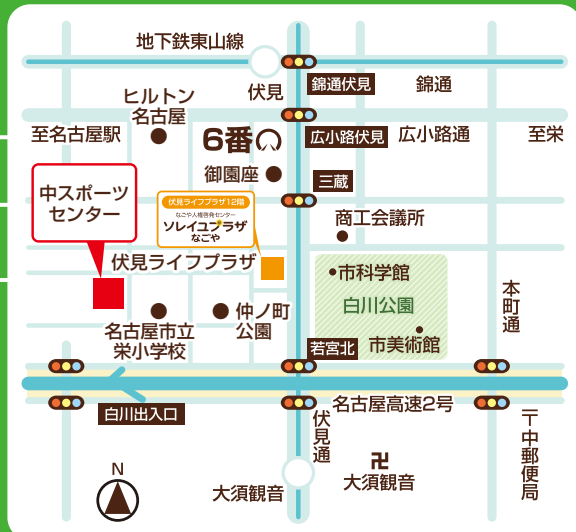 地下鉄東山線
伏見
錦通伏見
錦通
ヒルトン
名古屋
6番
広小路伏見
広小路通
至名古屋駅
至栄
御園座
三蔵
中スポーツ
センター
伏見ライフプラザ12階
なごや人権啓発センター
ソレイユプラザ
なごや
商工会議所
伏見ライフプラザ
市科学館
白川公園
本町通
名古屋市立
栄小学校
仲ノ町
公園
若宮北
市美術館
白川出入口
名古屋高速2号
伏見通
〒中郵便局
卍
大須観音
大須観音
N